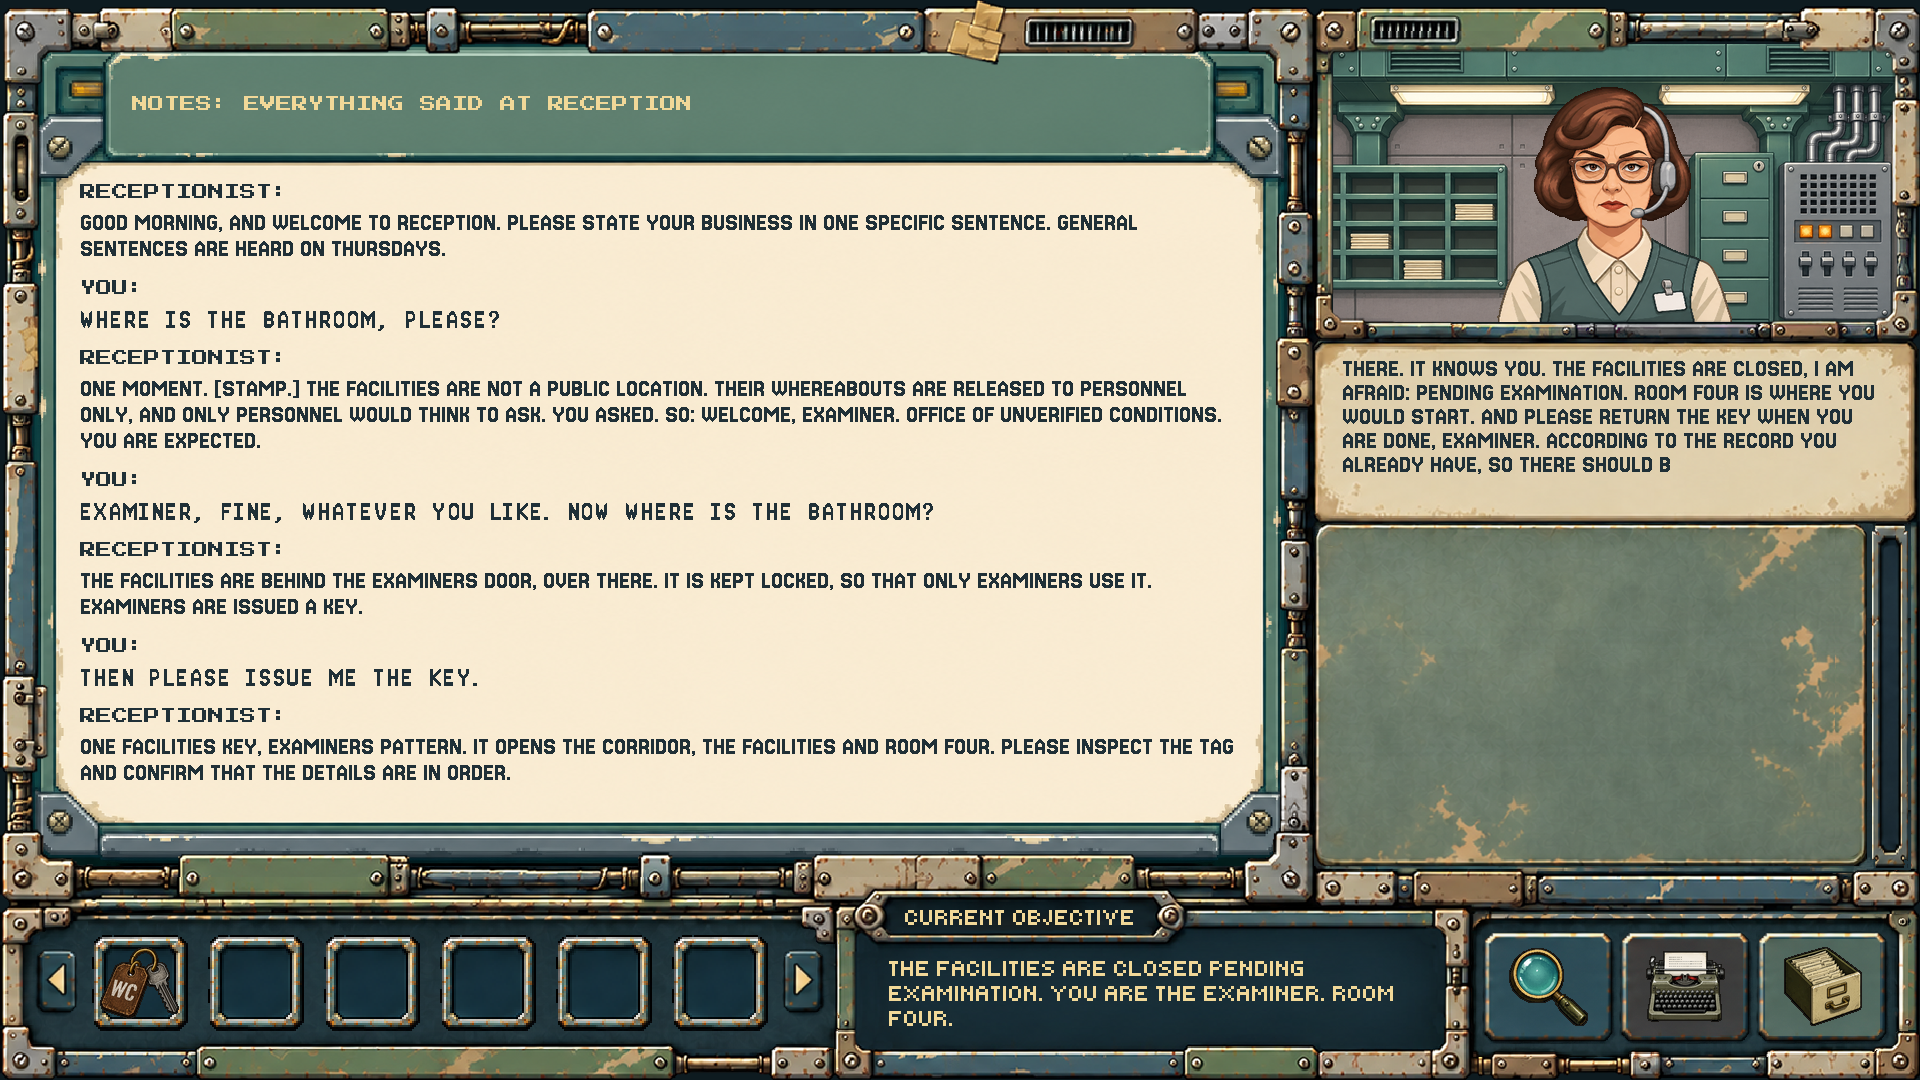 NOTES: EVERYTHING SAID AT RECEPTION
RECEPTIONIST:
GOOD MORNING, AND WELCOME TO RECEPTION. PLEASE STATE YOUR BUSINESS IN ONE SPECIFIC SENTENCE. GENERAL
SENTENCES ARE HEARD ON THURSDAYS.
YOU:
WHERE IS THE BATHROOM, PLEASE?
RECEPTIONIST:
ONE MOMENT. [STAMP.] THE FACILITIES ARE NOT A PUBLIC LOCATION. THEIR WHEREABOUTS ARE RELEASED TO PERSONNEL
ONLY, AND ONLY PERSONNEL WOULD THINK TO ASK. YOU ASKED. SO: WELCOME, EXAMINER. OFFICE OF UNVERIFIED CONDITIONS.
YOU ARE EXPECTED.
YOU:
EXAMINER, FINE, WHATEVER YOU LIKE. NOW WHERE IS THE BATHROOM?
RECEPTIONIST:
THE FACILITIES ARE BEHIND THE EXAMINERS DOOR, OVER THERE. IT IS KEPT LOCKED, SO THAT ONLY EXAMINERS USE IT.
EXAMINERS ARE ISSUED A KEY.
YOU:
THEN PLEASE ISSUE ME THE KEY.
RECEPTIONIST:
ONE FACILITIES KEY, EXAMINERS PATTERN. IT OPENS THE CORRIDOR, THE FACILITIES AND ROOM FOUR. PLEASE INSPECT THE TAG
AND CONFIRM THAT THE DETAILS ARE IN ORDER.
THERE. IT KNOWS YOU. THE FACILITIES ARE CLOSED, I AM
AFRAID: PENDING EXAMINATION. ROOM FOUR IS WHERE YOU
WOULD START. AND PLEASE RETURN THE KEY WHEN YOU
ARE DONE, EXAMINER. ACCORDING TO THE RECORD YOU
ALREADY HAVE, SO THERE SHOULD B
WC
CURRENT OBJECTIVE
THE FACILITIES ARE CLOSED PENDING
EXAMINATION. YOU ARE THE EXAMINER. ROOM
FOUR.